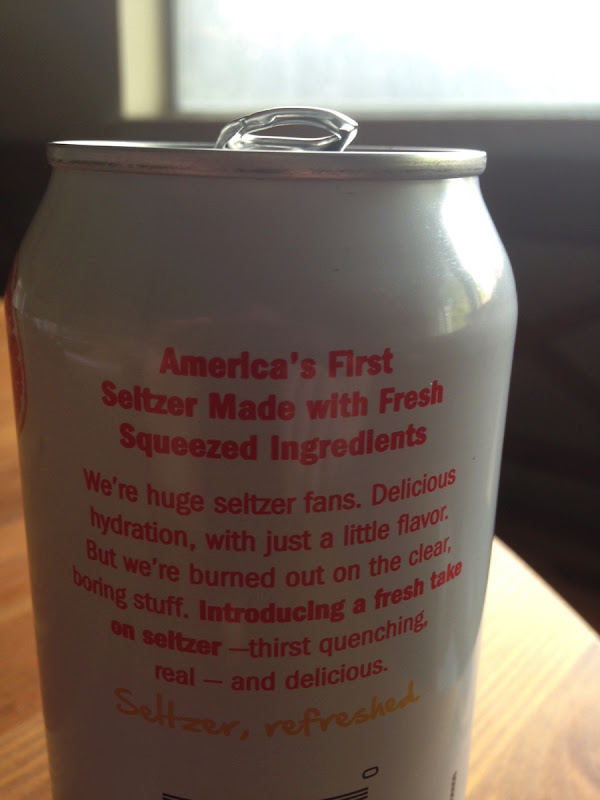 America's First
Seltzer Made with Fresh
Squeezed Ingredients
We're huge seltzer fans. Delicious
hydration, with just a little flavor.
But we're burned out on the clear,
boring stuff. Introducing a fresh take
on seltzer —thirst quenching,
real — and delicious.
Seltzer, refreshed.
0